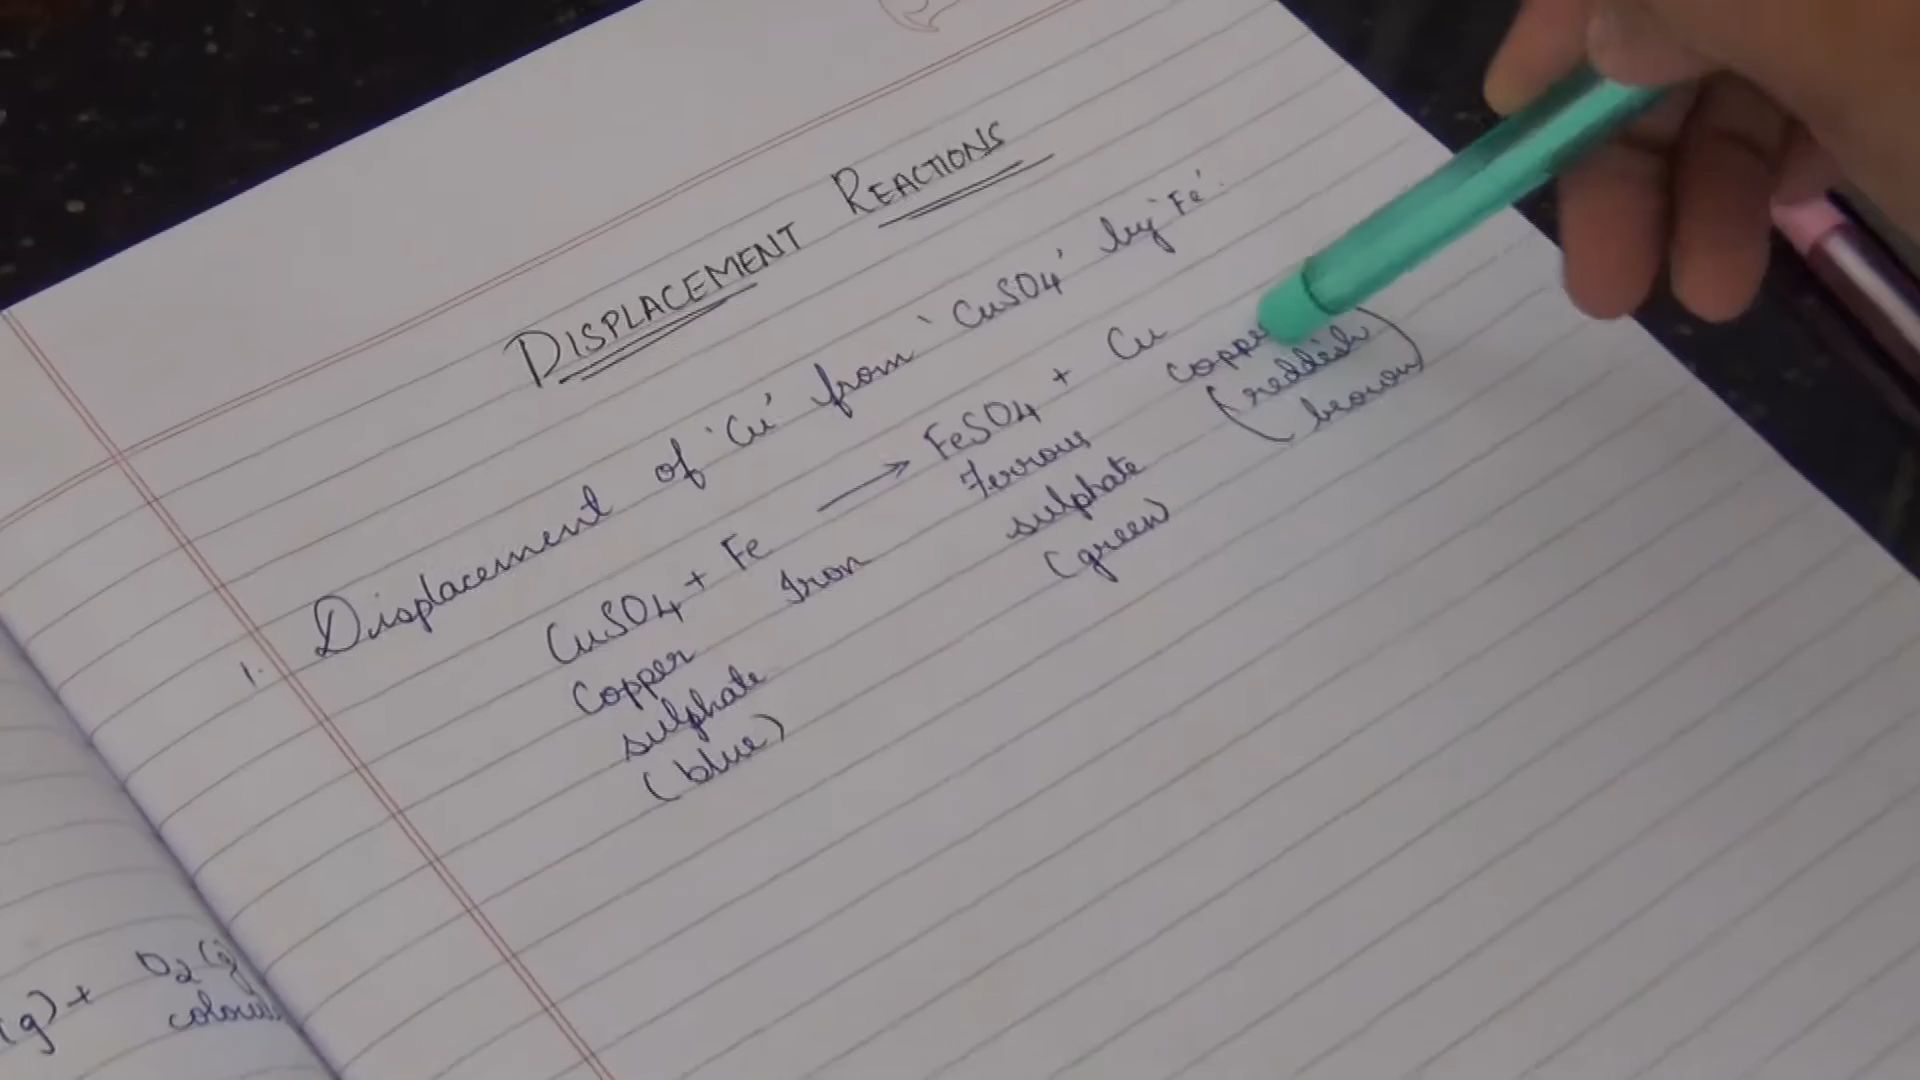 DISPLACEMENT REACTIONS
1. Displacement of 'Cu' from 'CuSO4' by 'Fe'.
CuSO4 + Fe → FeSO4 + Cu
Copper sulphate (blue)
Iron
Ferrous sulphate (green)
Copper (reddish brown)
(g) + O2(g)